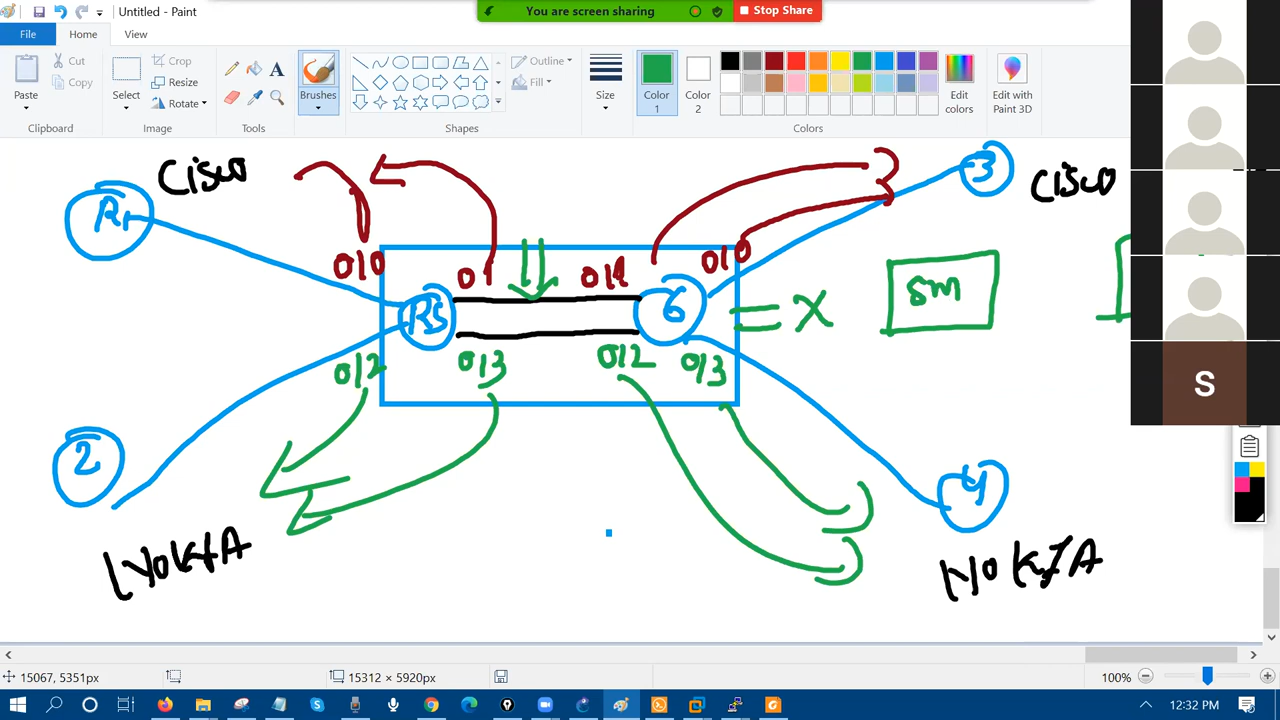 Untitled - Paint
You are screen sharing
Stop Share
File
Home
View
Paste
Cut
Copy
Clipboard
Select
Crop
Resize
Rotate
Image
Tools
Brushes
Shapes
Outline
Fill
Size
Color 1
Color 2
Edit colors
Edit with Paint 3D
Colors
Cisco
R1
3
Cisco
010
01
011
010
R5
6
= X
sm
012
013
012
013
2
4
NOKIA
NOKIA
S
15067, 5351px
15312 × 5920px
100%
12:32 PM